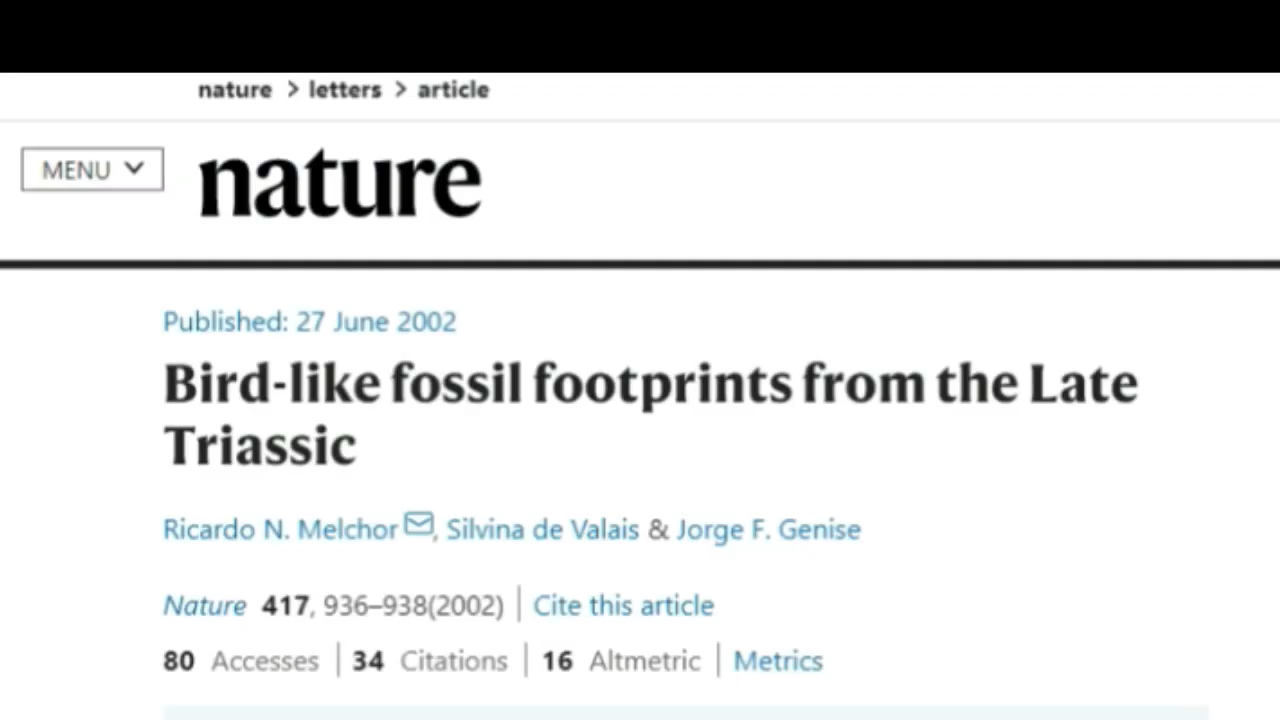 nature > letters > article
MENU
nature
Published: 27 June 2002
Bird-like fossil footprints from the Late
Triassic
Ricardo N. Melchor, Silvina de Valais & Jorge F. Genise
Nature 417, 936–938(2002) | Cite this article
80 Accesses | 34 Citations | 16 Altmetric | Metrics